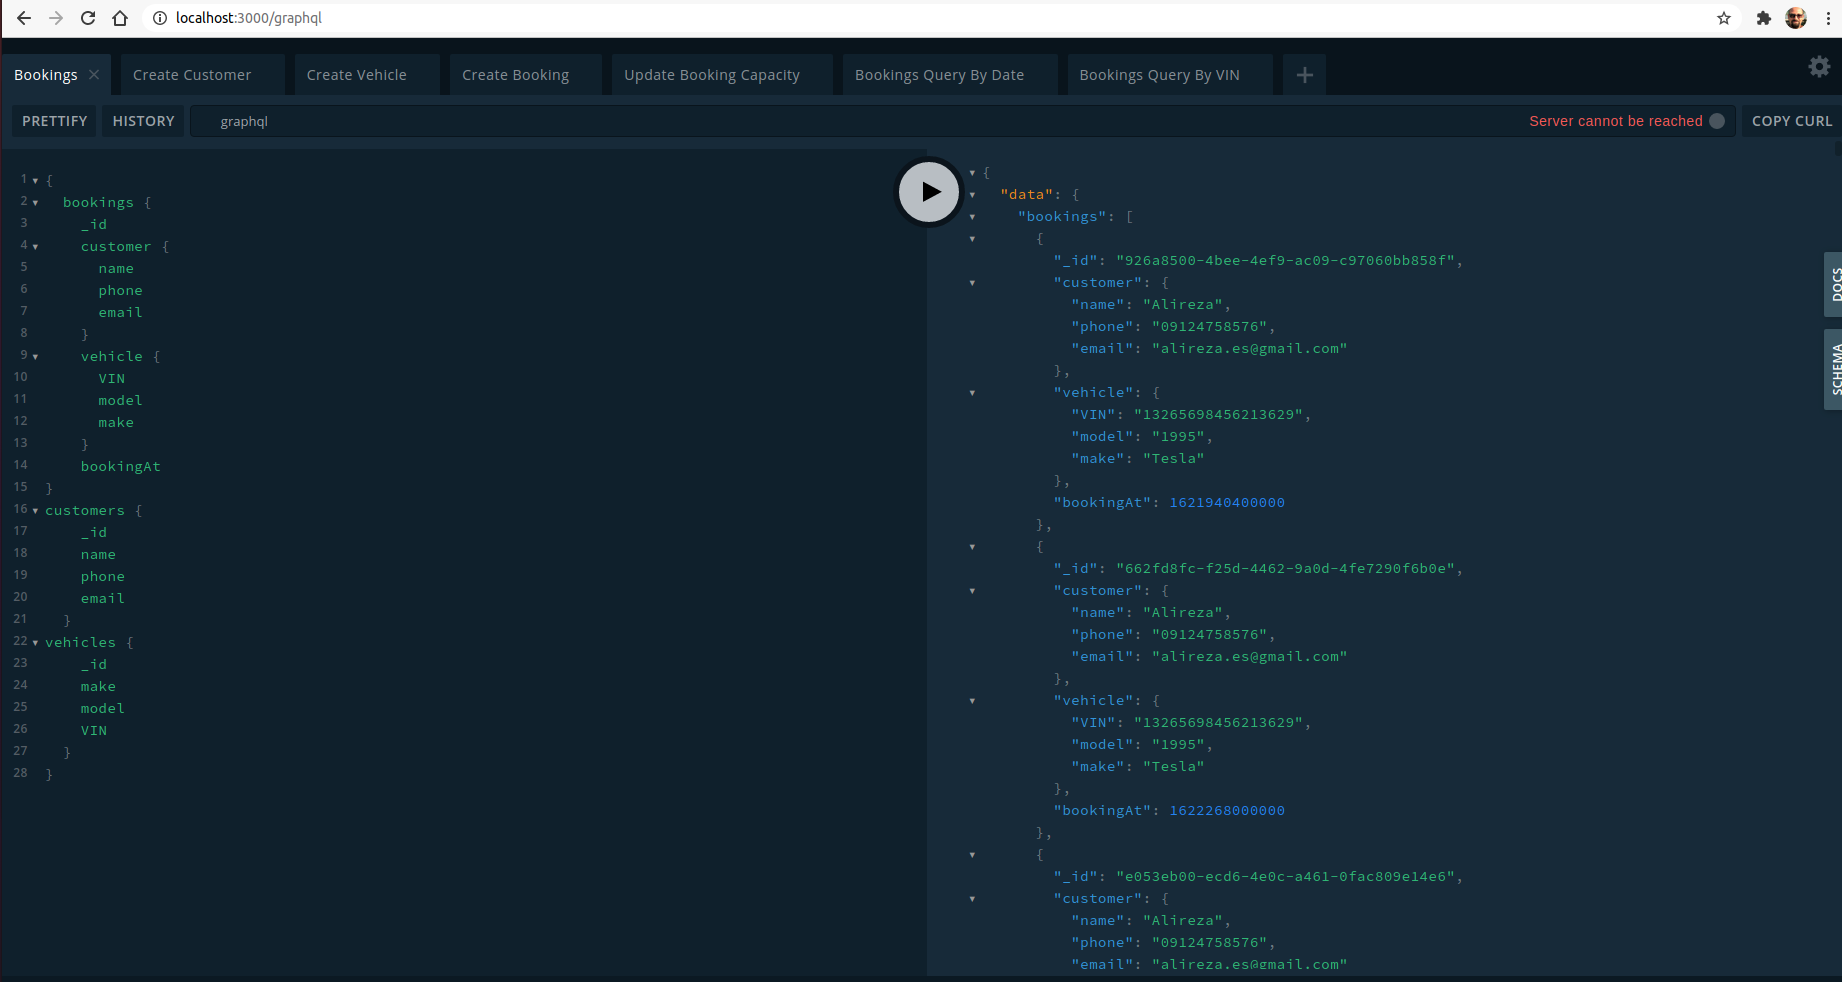 localhost:3000/graphql
Bookings
Create Customer
Create Vehicle
Create Booking
Update Booking Capacity
Bookings Query By Date
Bookings Query By VIN
PRETTIFY
HISTORY
graphql
Server cannot be reached
COPY CURL
1 {
2 bookings {
3 _id
4 customer {
5 name
6 phone
7 email
8 }
9 vehicle {
10 VIN
11 model
12 make
13 }
14 bookingAt
15 }
16 customers {
17 _id
18 name
19 phone
20 email
21 }
22 vehicles {
23 _id
24 make
25 model
26 VIN
27 }
28 }
{
"data": {
"bookings": [
{
"_id": "926a8500-4bee-4ef9-ac09-c97060bb858f",
"customer": {
"name": "Alireza",
"phone": "09124758576",
"email": "alireza.es@gmail.com"
},
"vehicle": {
"VIN": "13265698456213629",
"model": "1995",
"make": "Tesla"
},
"bookingAt": 1621940400000
},
{
"_id": "662fd8fc-f25d-4462-9a0d-4fe7290f6b0e",
"customer": {
"name": "Alireza",
"phone": "09124758576",
"email": "alireza.es@gmail.com"
},
"vehicle": {
"VIN": "13265698456213629",
"model": "1995",
"make": "Tesla"
},
"bookingAt": 1622268000000
},
{
"_id": "e053eb00-ecd6-4e0c-a461-0fac809e14e6",
"customer": {
"name": "Alireza",
"phone": "09124758576",
"email": "alireza.es@gmail.com"
DOCS
SCHEMA